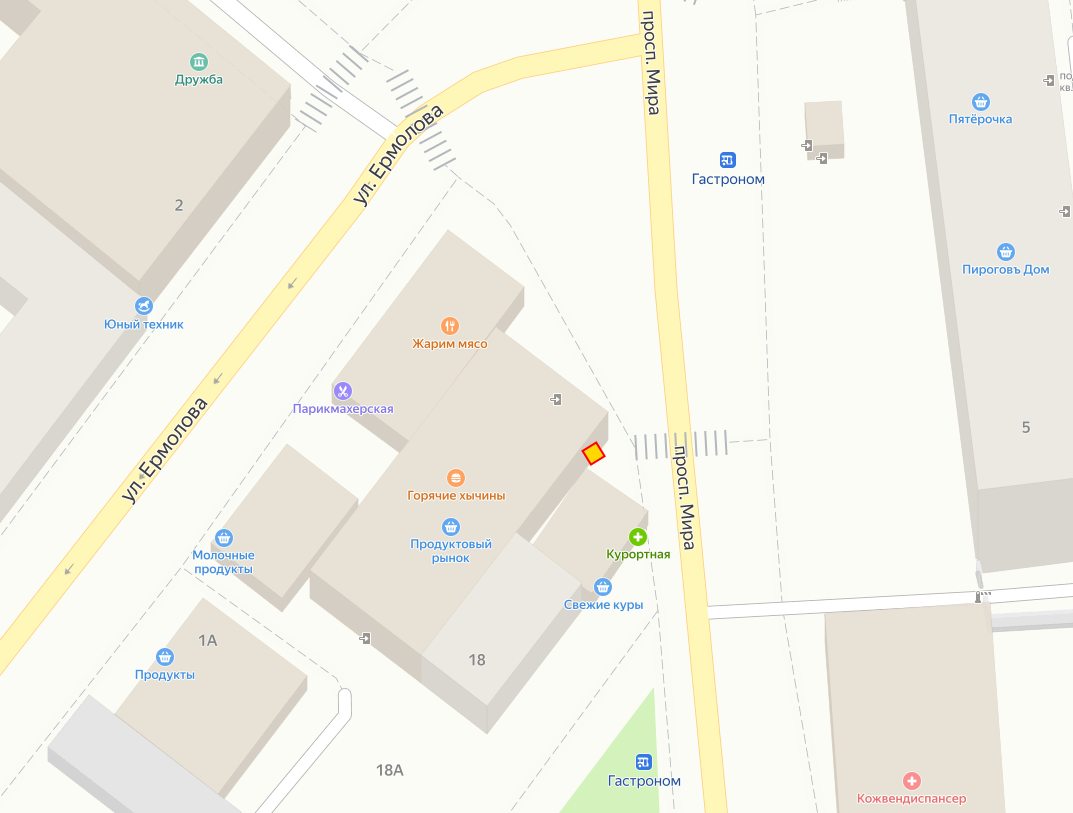 просп. Мира
Дружба
ул. Ермолова
Пятёрочка
Гастроном
2
Пироговъ Дом
Юный техник
Жарим мясо
Парикмахерская
5
ул. Ермолова
просп. Мира
Горячие хычины
Продуктовый
рынок
Молочные
продукты
Курортная
Свежие куры
1А
18
Продукты
18А
Гастроном
Кожвендиспансер